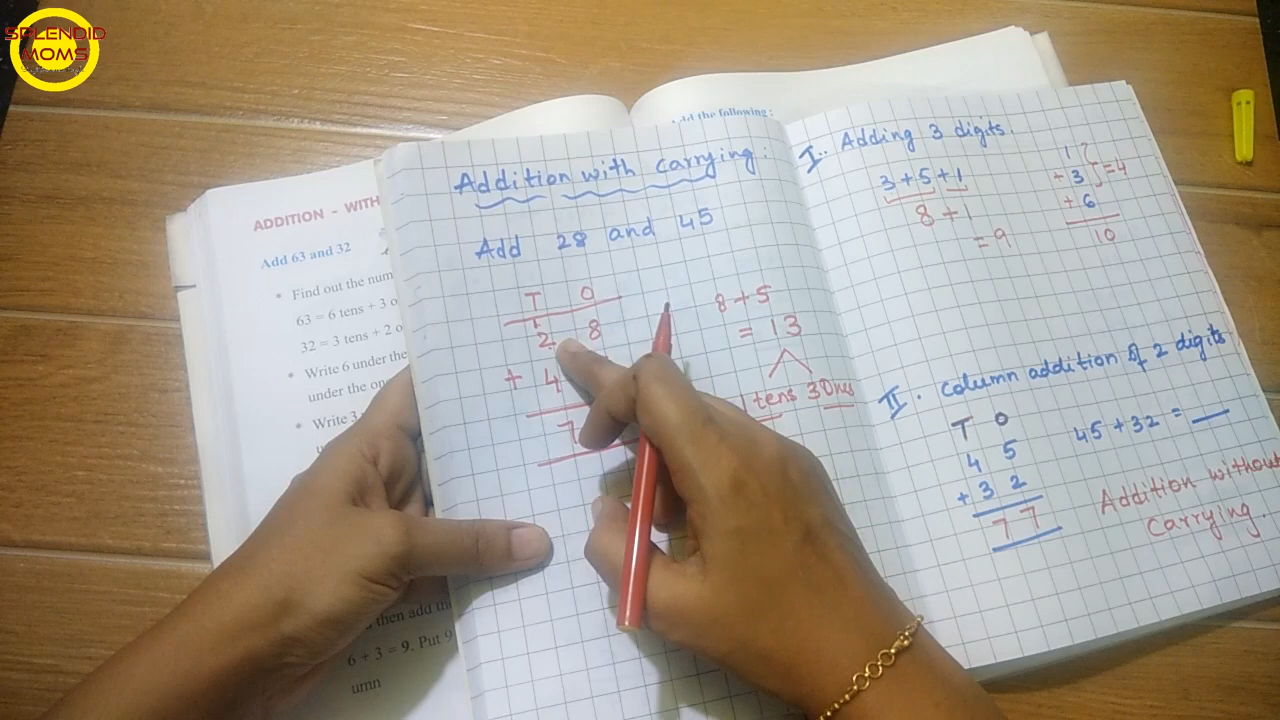 SPLENDID
MOMS
ADDITION - WITH
Add 63 and 32
Find out the num
63 = 6 tens + 3 o
32 = 3 tens + 2 o
Write 6 under the
under the on
Write 3
then add th
6 + 3 = 9. Put 9
umn
Add the following :
Addition with carrying:
Add 28 and 45
T O
1
2 8
+ 4
7
8+5
= 13
tens 3 Ones
I. Adding 3 digits.
3+5+1
8+1
=9
1
+ 3 =4
+ 6
10
II. Column addition of 2 digits
T O
4 5
+ 3 2
7 7
45+32 = __
Addition without
carrying.